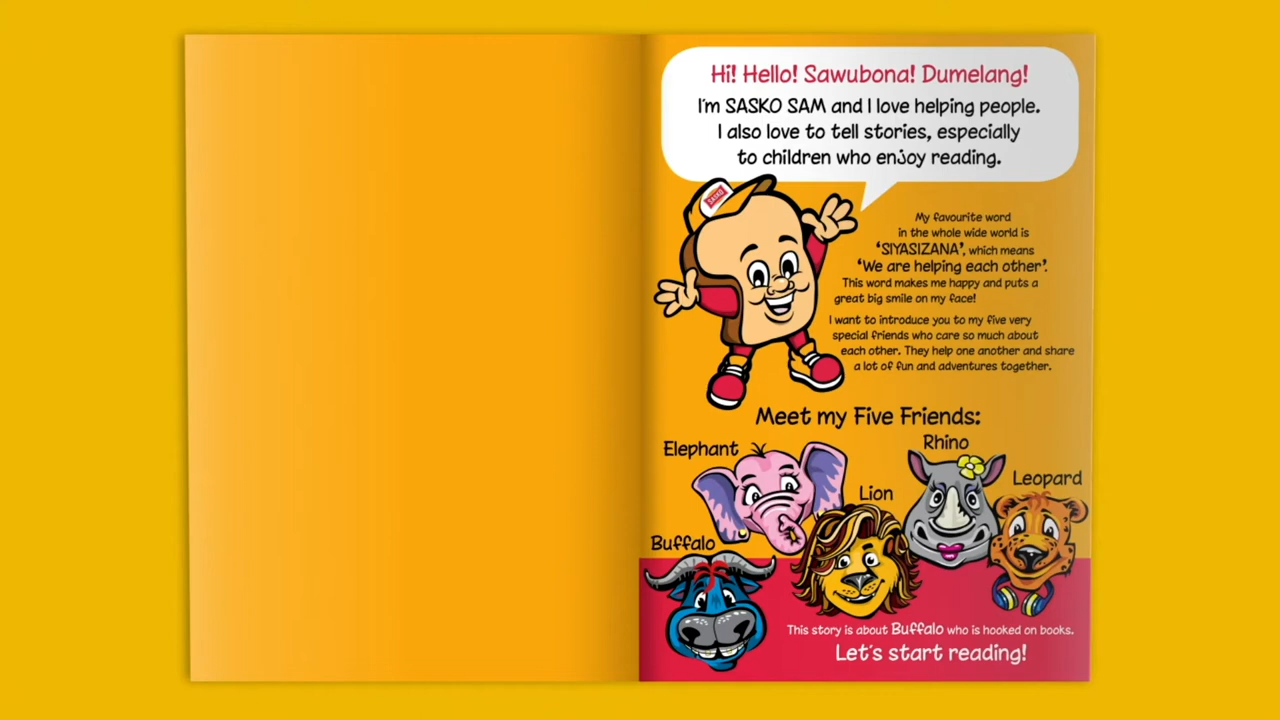 Hi! Hello! Sawubona! Dumelang!
I'm SASKO SAM and I love helping people.
I also love to tell stories, especially
to children who enjoy reading.
SASKO
My favourite word
in the whole wide world is
'SIYASIZANA', which means
'We are helping each other'.
This word makes me happy and puts a
great big smile on my face!
I want to introduce you to my five very
special friends who care so much about
each other. They help one another and share
a lot of fun and adventures together.
Meet my Five Friends:
Elephant
Rhino
Leopard
Lion
Buffalo
This story is about Buffalo who is hooked on books.
Let's start reading!